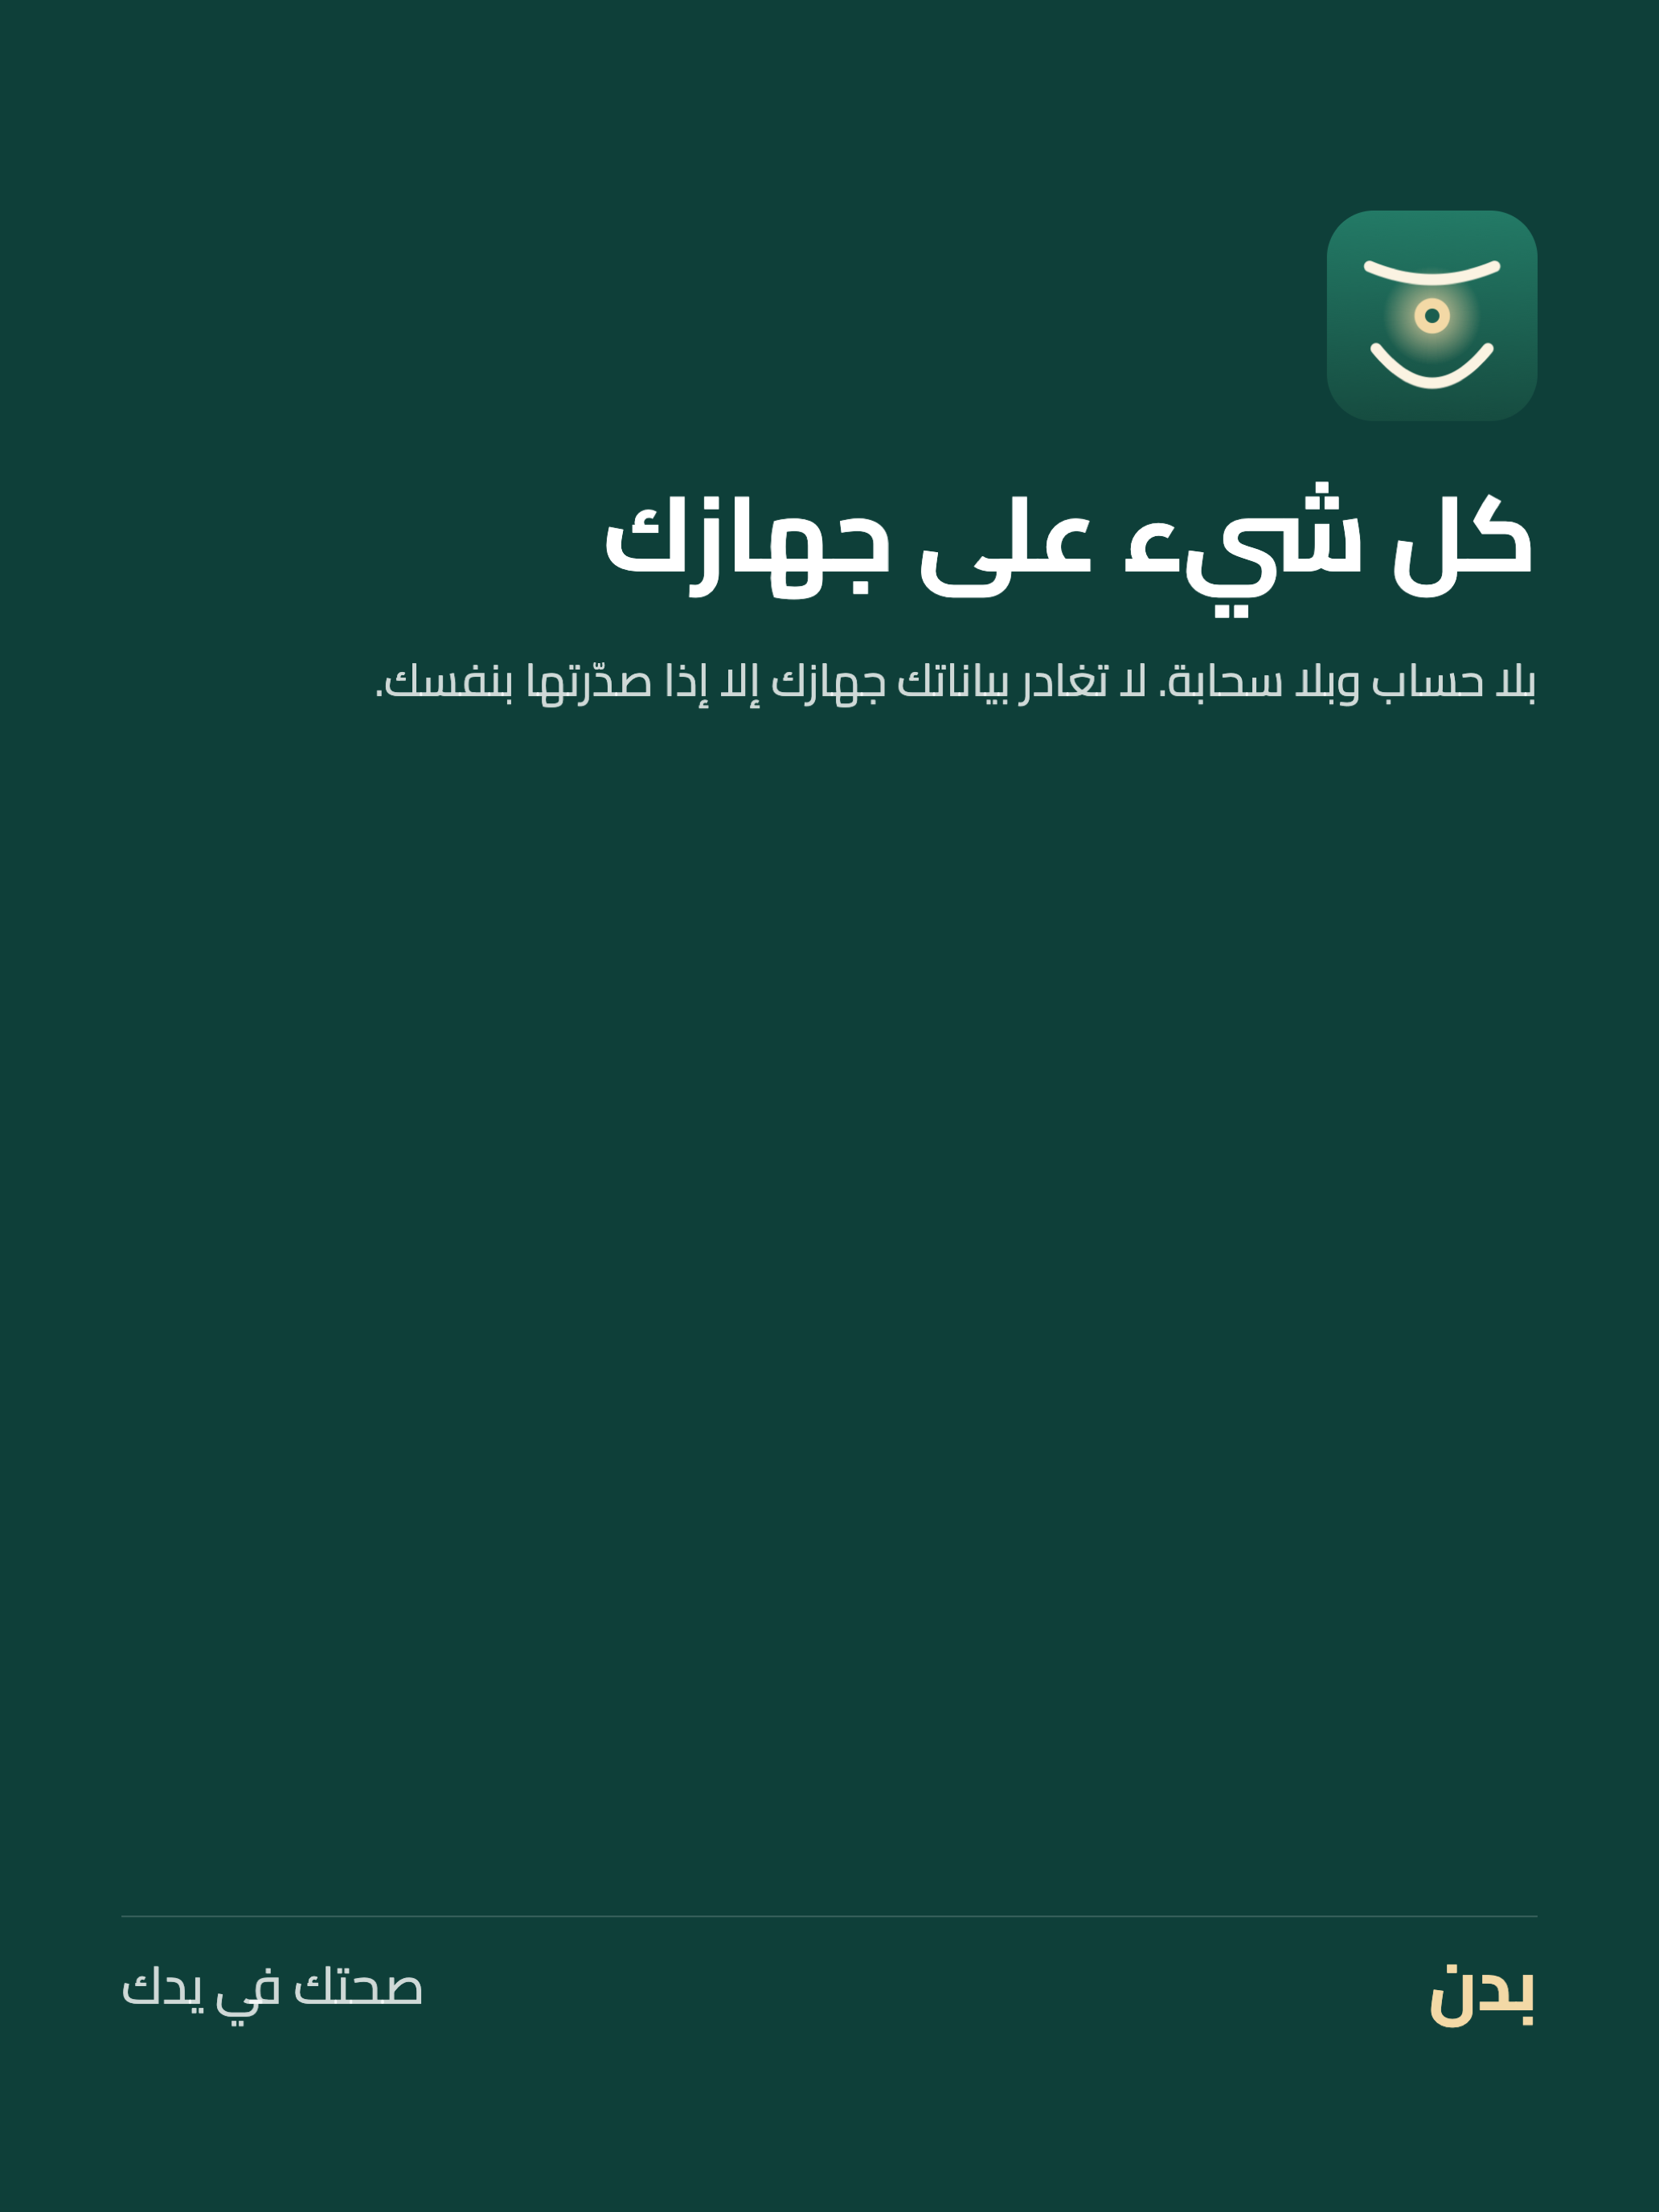 كل شيء على جهازك
بلا حساب وبلا سحابة. لا تغادر بياناتك جهازك إلا إذا صدّرتها بنفسك.
بدن
صحتك في يدك